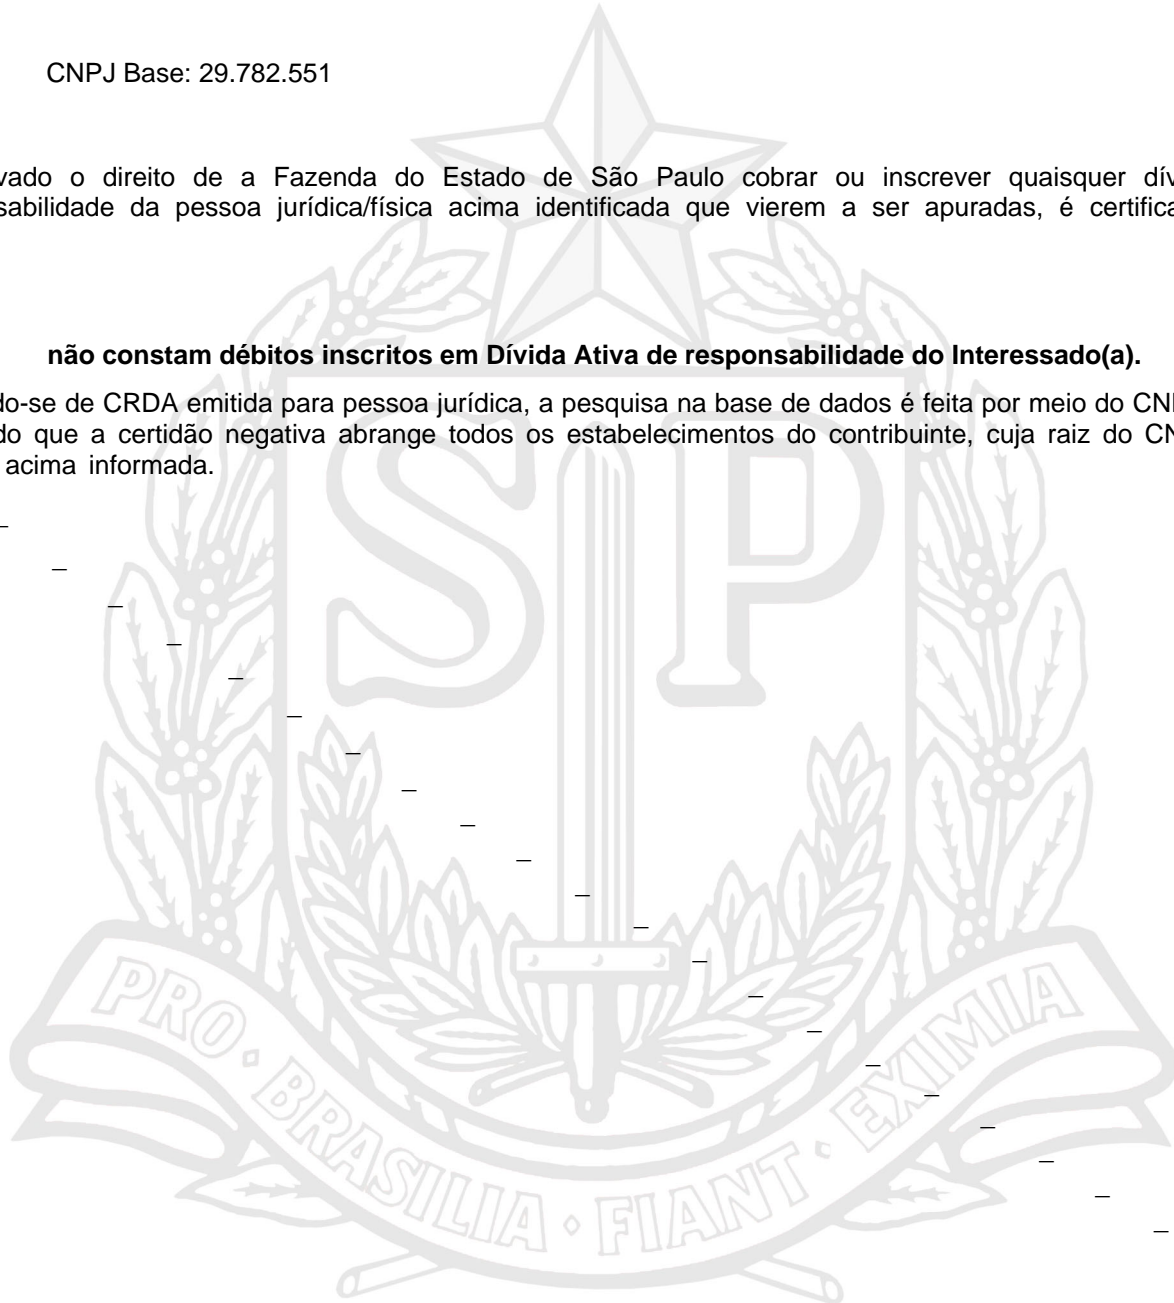 CNPJ Base: 29.782.551
vado o direito de a Fazenda do Estado de São Paulo cobrar ou inscrever quaisquer dív
sabilidade da pessoa jurídica/física acima identificada que vierem a ser apuradas, é certifica
não constam débitos inscritos em Dívida Ativa de responsabilidade do Interessado(a).
do-se de CRDA emitida para pessoa jurídica, a pesquisa na base de dados é feita por meio do CN
do que a certidão negativa abrange todos os estabelecimentos do contribuinte, cuja raiz do CN
acima informada.
SP
PRO · BRASILIA · FIANT · EXIMIA